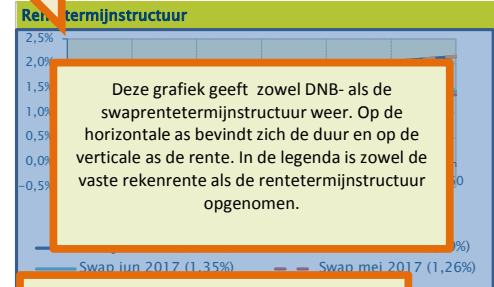 Rentetermijnstructuur
2,5%
2,0%
1,5%
1,0%
0,5%
0,0%
-0,5%
Deze grafiek geeft zowel DNB- als de
swaprentetermijnstructuur weer. Op de
horizontale as bevindt zich de duur en op de
verticale as de rente. In de legenda is zowel de
vaste rekenrente als de rentetermijnstructuur
opgenomen.
Swap jun 2017 (1,35%) Swap mei 2017 (1,26%)